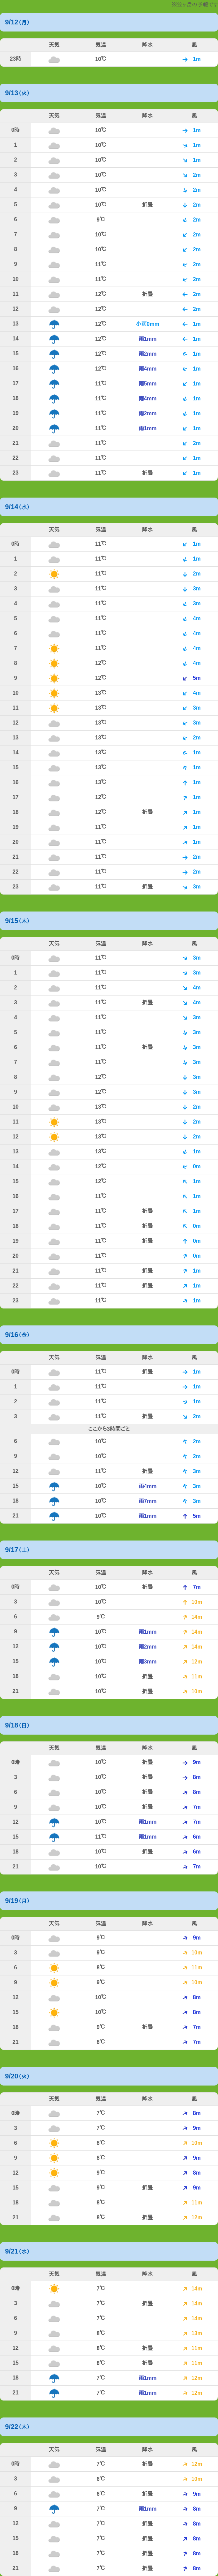 の予報です
9/12(月)
天気 気温 降水 風
23時 10℃ 1m
9/13(火)
天気 気温 降水 風
0時 10℃ 1m
1 10℃ 1m
2 10℃ 1m
3 10℃ 2m
4 10℃ 2m
5 10℃ 折畳 2m
6 9℃ 2m
7 10℃ 2m
8 10℃ 2m
9 11℃ 2m
10 11℃ 2m
11 12℃ 折畳 2m
12 12℃ 2m
13 12℃ 小雨0mm 1m
14 12℃ 雨1mm 1m
15 12℃ 雨2mm 1m
16 12℃ 雨4mm 1m
17 11℃ 雨5mm 1m
18 11℃ 雨4mm 1m
19 11℃ 雨2mm 1m
20 11℃ 雨1mm 1m
21 11℃ 2m
22 11℃ 1m
23 11℃ 折畳 1m
9/14(水)
天気 気温 降水 風
0時 11℃ 1m
1 11℃ 1m
2 11℃ 2m
3 11℃ 3m
4 11℃ 3m
5 11℃ 4m
6 11℃ 4m
7 11℃ 4m
8 12℃ 4m
9 12℃ 5m
10 13℃ 4m
11 13℃ 3m
12 13℃ 3m
13 13℃ 2m
14 13℃ 1m
15 13℃ 1m
16 13℃ 1m
17 12℃ 1m
18 12℃ 折畳 1m
19 11℃ 1m
20 11℃ 1m
21 11℃ 2m
22 11℃ 2m
23 11℃ 折畳 3m
9/15(木)
天気 気温 降水 風
0時 11℃ 3m
1 11℃ 3m
2 11℃ 4m
3 11℃ 折畳 4m
4 11℃ 3m
5 11℃ 3m
6 11℃ 折畳 3m
7 11℃ 3m
8 12℃ 3m
9 12℃ 3m
10 13℃ 2m
11 13℃ 2m
12 13℃ 2m
13 13℃ 1m
14 12℃ 0m
15 12℃ 1m
16 11℃ 1m
17 11℃ 折畳 1m
18 11℃ 折畳 0m
19 11℃ 折畳 0m
20 11℃ 0m
21 11℃ 折畳 1m
22 11℃ 折畳 1m
23 11℃ 1m
9/16(金)
天気 気温 降水 風
0時 11℃ 折畳 1m
1 11℃ 1m
2 11℃ 1m
3 11℃ 折畳 2m
ここから3時間ごと
6 10℃ 2m
9 10℃ 2m
12 11℃ 折畳 3m
15 10℃ 雨4mm 3m
18 10℃ 雨7mm 3m
21 10℃ 雨1mm 5m
9/17(土)
天気 気温 降水 風
0時 10℃ 折畳 7m
3 10℃ 10m
6 9℃ 14m
9 10℃ 雨1mm 14m
12 10℃ 雨2mm 14m
15 10℃ 雨3mm 12m
18 10℃ 折畳 11m
21 10℃ 折畳 10m
9/18(日)
天気 気温 降水 風
0時 10℃ 折畳 9m
3 10℃ 折畳 8m
6 10℃ 折畳 8m
9 10℃ 折畳 7m
12 10℃ 雨1mm 7m
15 11℃ 雨1mm 6m
18 10℃ 折畳 6m
21 10℃ 7m
9/19(月)
天気 気温 降水 風
0時 9℃ 9m
3 9℃ 10m
6 8℃ 11m
9 9℃ 10m
12 10℃ 8m
15 10℃ 8m
18 9℃ 折畳 7m
21 8℃ 7m
9/20(火)
天気 気温 降水 風
0時 7℃ 8m
3 7℃ 9m
6 8℃ 10m
9 8℃ 9m
12 9℃ 8m
15 9℃ 折畳 9m
18 8℃ 11m
21 8℃ 折畳 12m
9/21(水)
天気 気温 降水 風
0時 7℃ 14m
3 7℃ 折畳 14m
6 7℃ 14m
9 8℃ 13m
12 8℃ 折畳 11m
15 8℃ 折畳 11m
18 7℃ 雨1mm 12m
21 7℃ 雨1mm 12m
9/22(木)
天気 気温 降水 風
0時 7℃ 折畳 12m
3 6℃ 10m
6 6℃ 折畳 9m
9 7℃ 雨1mm 8m
12 7℃ 折畳 8m
15 7℃ 折畳 8m
18 7℃ 折畳 8m
21 7℃ 折畳 8m